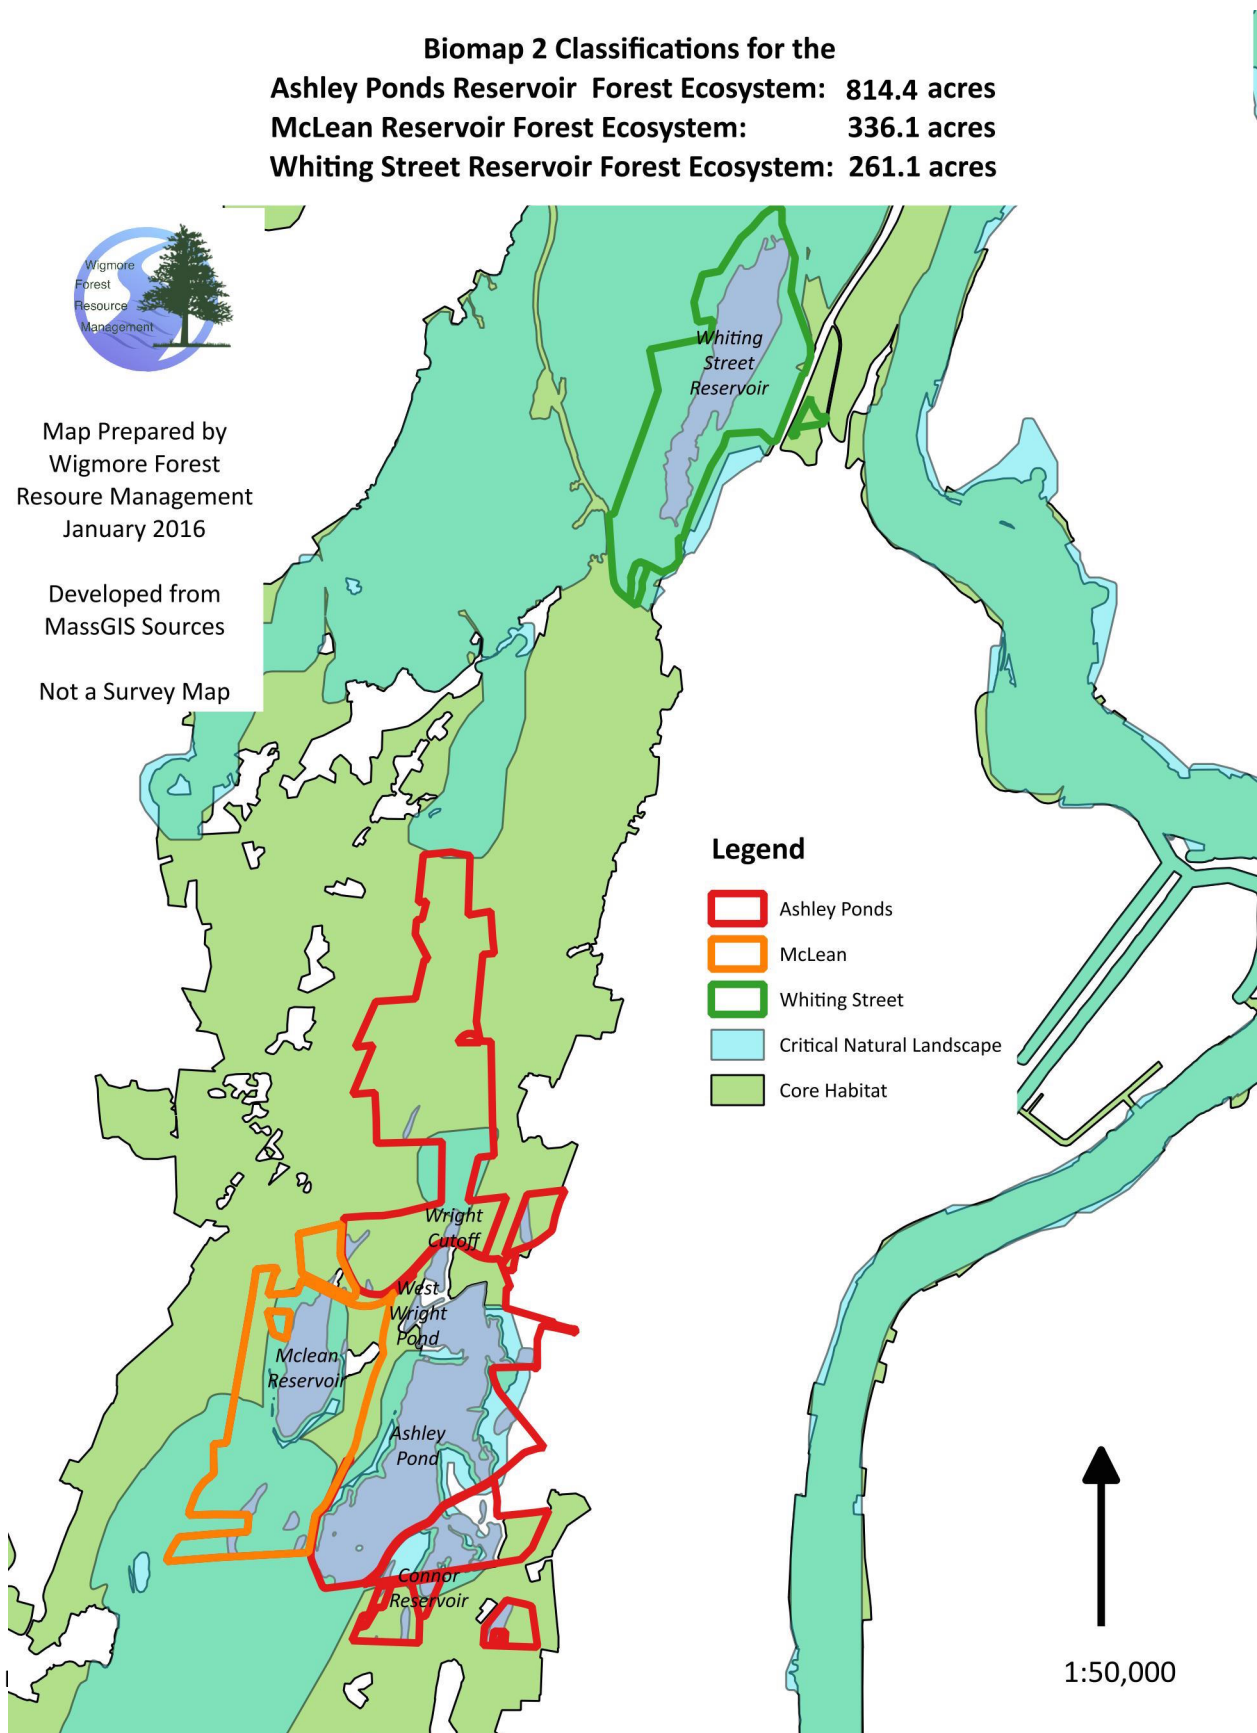 Biomap 2 Classifications for the
Ashley Ponds Reservoir Forest Ecosystem: 814.4 acres
McLean Reservoir Forest Ecosystem: 336.1 acres
Whiting Street Reservoir Forest Ecosystem: 261.1 acres
Wigmore
Forest
Resource
Management
Map Prepared by
Wigmore Forest
Resoure Management
January 2016
Developed from
MassGIS Sources
Not a Survey Map
Whiting
Street
Reservoir
Legend
Ashley Ponds
McLean
Whiting Street
Critical Natural Landscape
Core Habitat
Wright
Cutoff
West
Wright
Pond
Mclean
Reservoir
Ashley
Pond
Connor
Reservoir
1:50,000